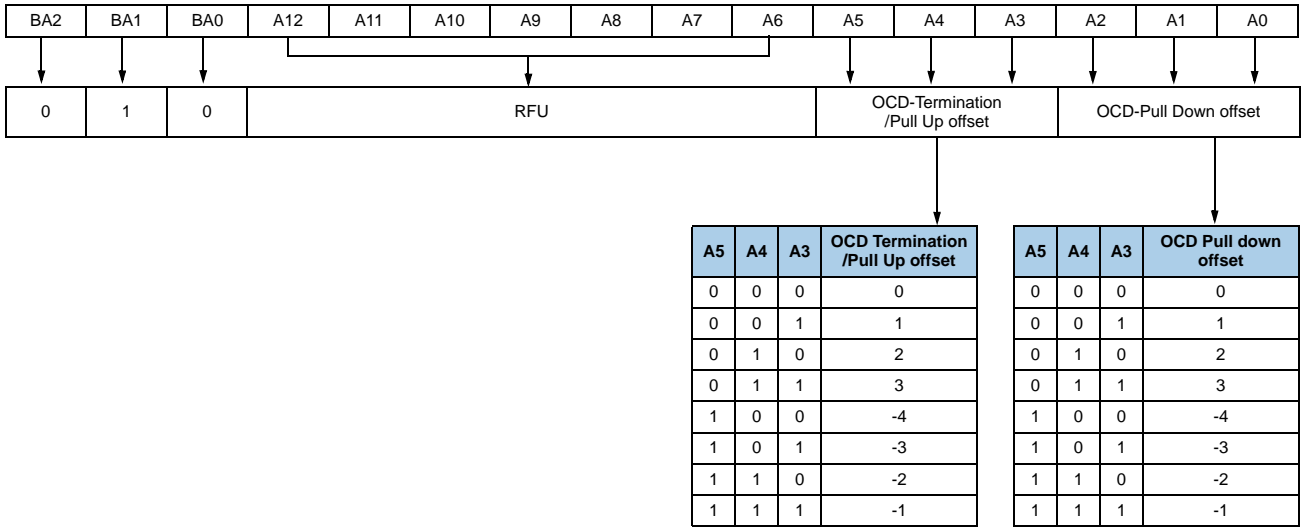 BA2 BA1 BA0 A12 A11 A10 A9 A8 A7 A6 A5 A4 A3 A2 A1 A0
0 1 0 RFU OCD-Termination
/Pull Up offset OCD-Pull Down offset
A5 A4 A3 OCD Termination
/Pull Up offset
0 0 0 0
0 0 1 1
0 1 0 2
0 1 1 3
1 0 0 -4
1 0 1 -3
1 1 0 -2
1 1 1 -1
A5 A4 A3 OCD Pull down
offset
0 0 0 0
0 0 1 1
0 1 0 2
0 1 1 3
1 0 0 -4
1 0 1 -3
1 1 0 -2
1 1 1 -1